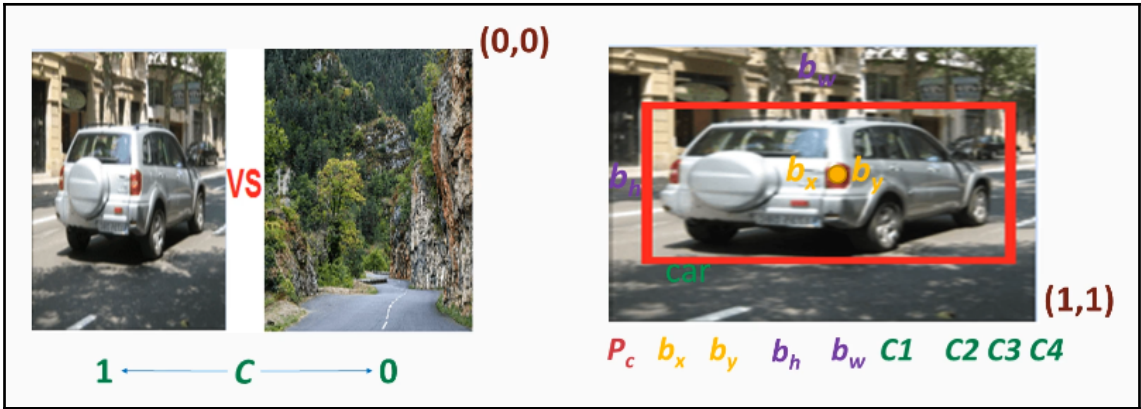 (0,0)
VS
1 C 0
b_w
b_h
b_x b_y
car
(1,1)
P_c b_x b_y b_h b_w C1 C2 C3 C4